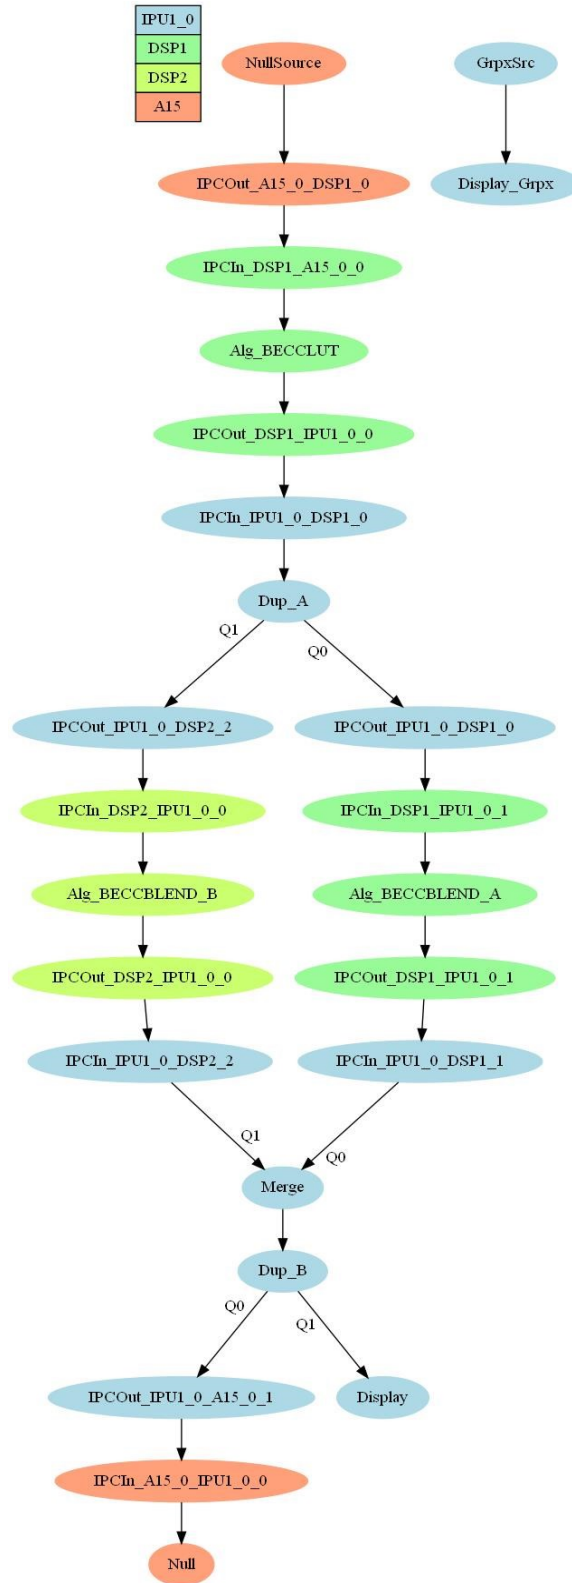 IPU1_0
DSP1
DSP2
A15
NullSource
GrpxSrc
IPCOut_A15_0_DSP1_0
Display_Grpx
IPCIn_DSP1_A15_0_0
Alg_BECCLUT
IPCOut_DSP1_IPU1_0_0
IPCIn_IPU1_0_DSP1_0
Dup_A
Q1
Q0
IPCOut_IPU1_0_DSP2_2
IPCOut_IPU1_0_DSP1_0
IPCIn_DSP2_IPU1_0_0
IPCIn_DSP1_IPU1_0_1
Alg_BECCBLEND_B
Alg_BECCBLEND_A
IPCOut_DSP2_IPU1_0_0
IPCOut_DSP1_IPU1_0_1
IPCIn_IPU1_0_DSP2_2
IPCIn_IPU1_0_DSP1_1
Q1
Q0
Merge
Dup_B
Q0
Q1
IPCOut_IPU1_0_A15_0_1
Display
IPCIn_A15_0_IPU1_0_0
Null